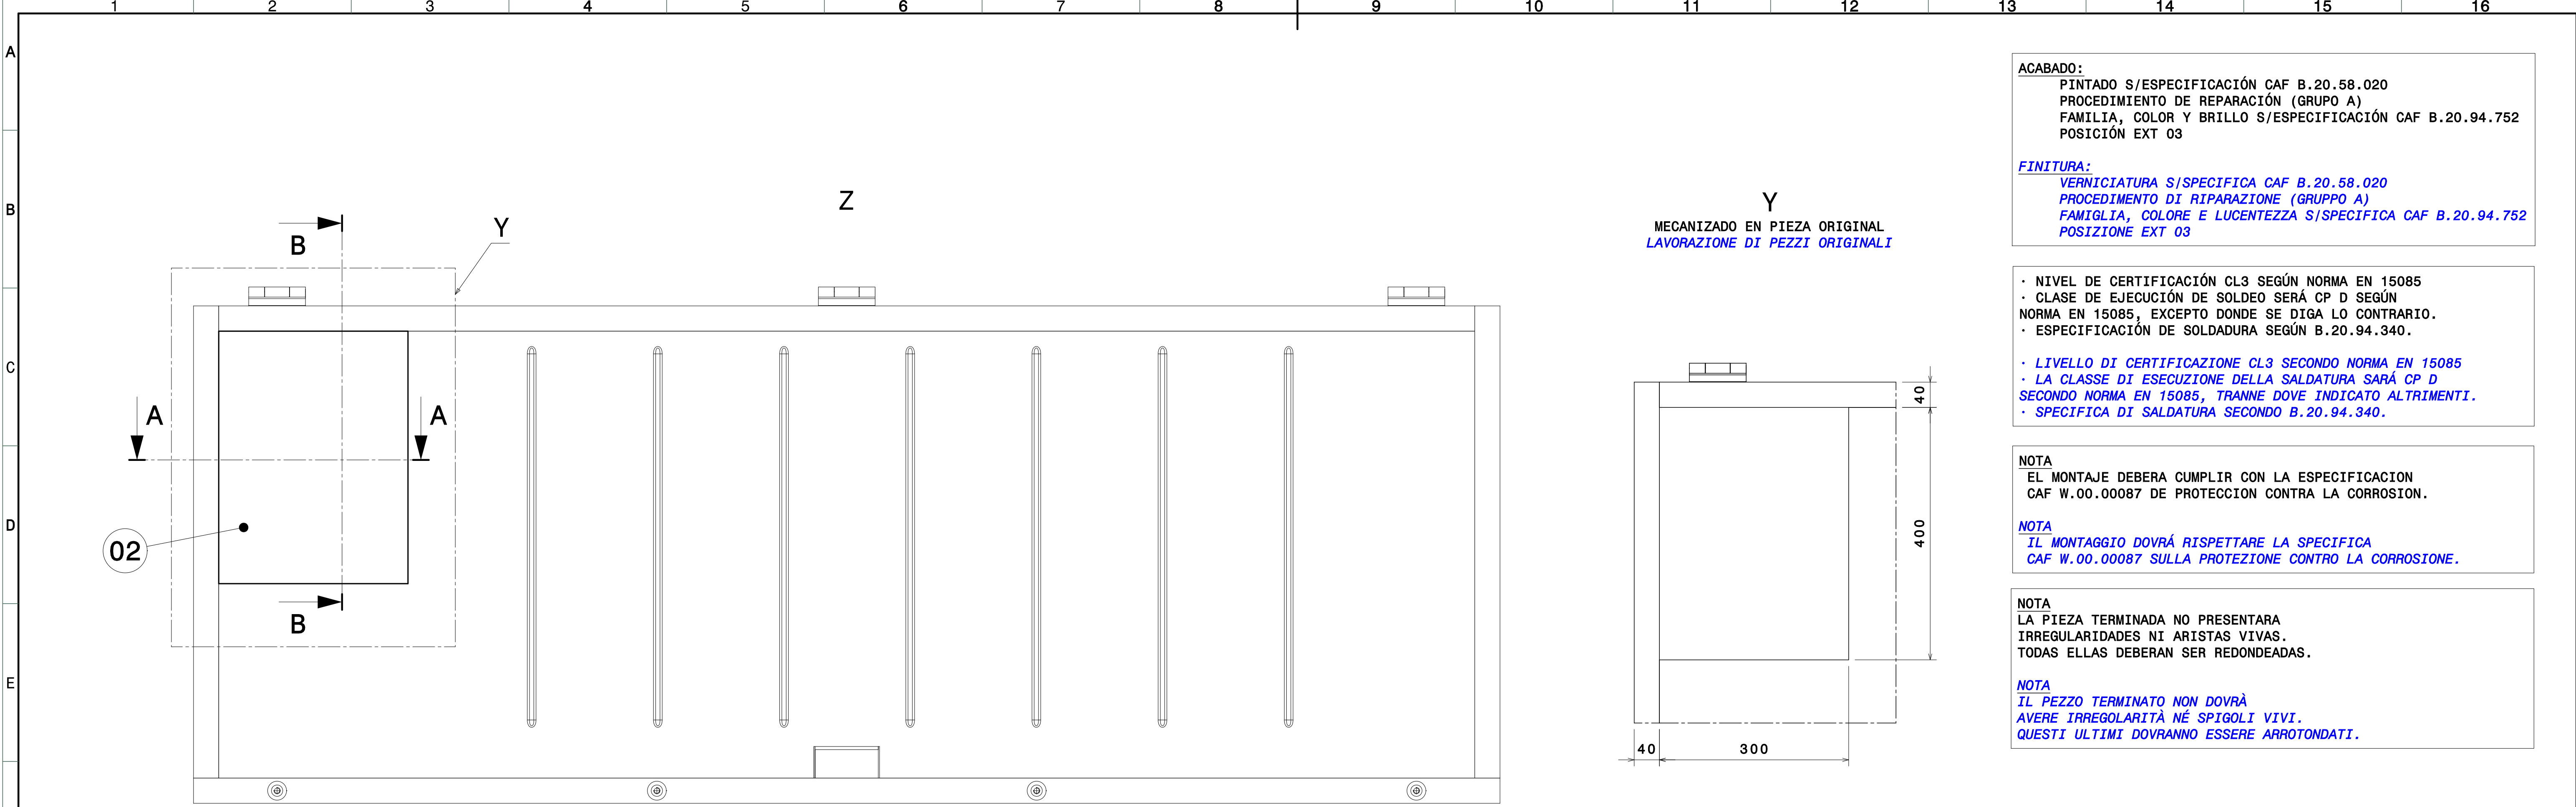 1 2 3 4 5 6 7 8 9 10 11 12 13 14 15 16
A
B
C
D
E
Z
B
Y
A A
02
B
Y
MECANIZADO EN PIEZA ORIGINAL
LAVORAZIONE DI PEZZI ORIGINALI
40
400
40 300
ACABADO:
PINTADO S/ESPECIFICACIÓN CAF B.20.58.020
PROCEDIMIENTO DE REPARACIÓN (GRUPO A)
FAMILIA, COLOR Y BRILLO S/ESPECIFICACIÓN CAF B.20.94.752
POSICIÓN EXT 03
FINITURA:
VERNICIATURA S/SPECIFICA CAF B.20.58.020
PROCEDIMENTO DI RIPARAZIONE (GRUPPO A)
FAMIGLIA, COLORE E LUCENTEZZA S/SPECIFICA CAF B.20.94.752
POSIZIONE EXT 03
· NIVEL DE CERTIFICACIÓN CL3 SEGÚN NORMA EN 15085
· CLASE DE EJECUCIÓN DE SOLDEO SERÁ CP D SEGÚN
NORMA EN 15085, EXCEPTO DONDE SE DIGA LO CONTRARIO.
· ESPECIFICACIÓN DE SOLDADURA SEGÚN B.20.94.340.
· LIVELLO DI CERTIFICAZIONE CL3 SECONDO NORMA EN 15085
· LA CLASSE DI ESECUZIONE DELLA SALDATURA SARÁ CP D
SECONDO NORMA EN 15085, TRANNE DOVE INDICATO ALTRIMENTI.
· SPECIFICA DI SALDATURA SECONDO B.20.94.340.
NOTA
EL MONTAJE DEBERA CUMPLIR CON LA ESPECIFICACION
CAF W.00.00087 DE PROTECCION CONTRA LA CORROSION.
NOTA
IL MONTAGGIO DOVRÁ RISPETTARE LA SPECIFICA
CAF W.00.00087 SULLA PROTEZIONE CONTRO LA CORROSIONE.
NOTA
LA PIEZA TERMINADA NO PRESENTARA
IRREGULARIDADES NI ARISTAS VIVAS.
TODAS ELLAS DEBERAN SER REDONDEADAS.
NOTA
IL PEZZO TERMINATO NON DOVRÀ
AVERE IRREGOLARITÀ NÉ SPIGOLI VIVI.
QUESTI ULTIMI DOVRANNO ESSERE ARROTONDATI.